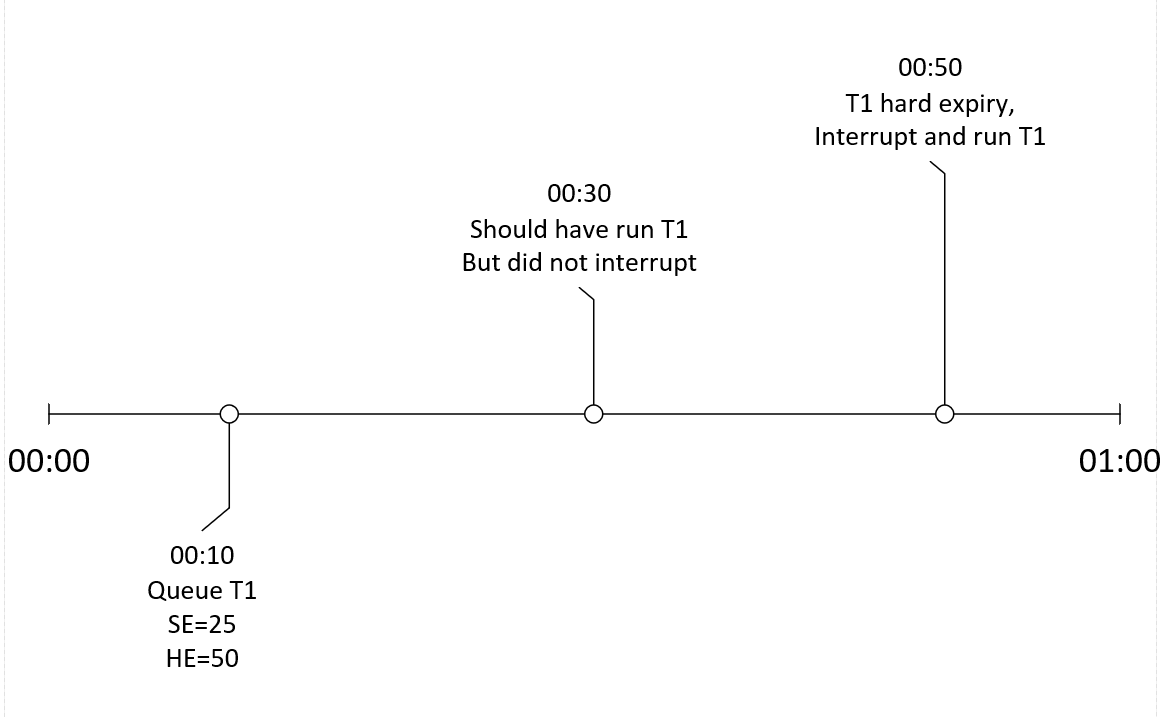 00:50
T1 hard expiry,
Interrupt and run T1
00:30
Should have run T1
But did not interrupt
00:00
01:00
00:10
Queue T1
SE=25
HE=50